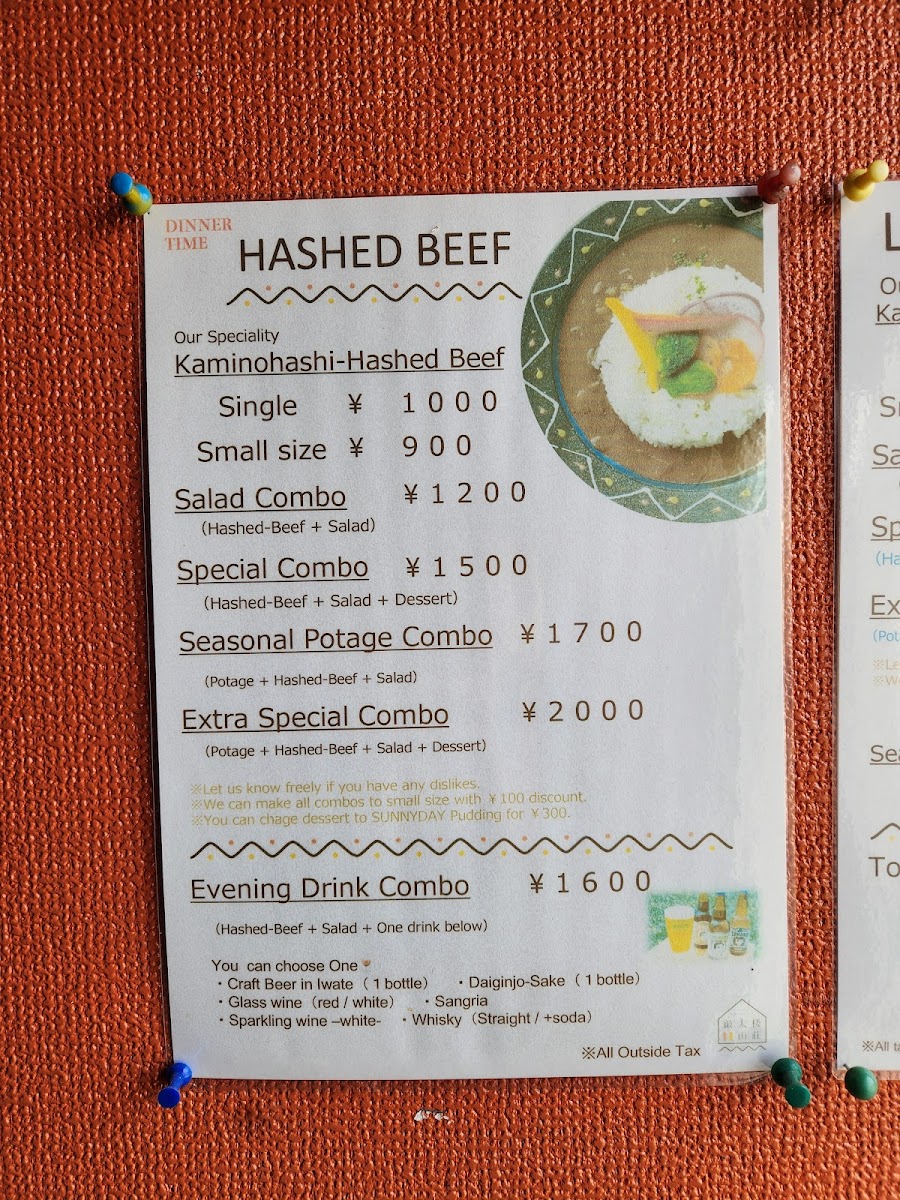 DINNER
TIME
HASHED BEEF
Our Speciality
Kaminohashi-Hashed Beef
Single ¥ 1000
Small size ¥ 900
Salad Combo ¥1200
(Hashed-Beef + Salad)
Special Combo ¥1500
(Hashed-Beef + Salad + Dessert)
Seasonal Potage Combo ¥1700
(Potage + Hashed-Beef + Salad)
Extra Special Combo ¥2000
(Potage + Hashed-Beef + Salad + Dessert)
※Let us know freely if you have any dislikes.
※We can make all combos to small size with ¥100 discount.
※You can chage dessert to SUNNYDAY Pudding for ¥300.
Evening Drink Combo ¥1600
(Hashed-Beef + Salad + One drink below)
You can choose One
・Craft Beer in Iwate（１bottle） ・Daiginjo-Sake（１bottle）
・Glass wine（red / white） ・Sangria
・Sparkling wine –white- ・Whisky（Straight / +soda）
※All Outside Tax